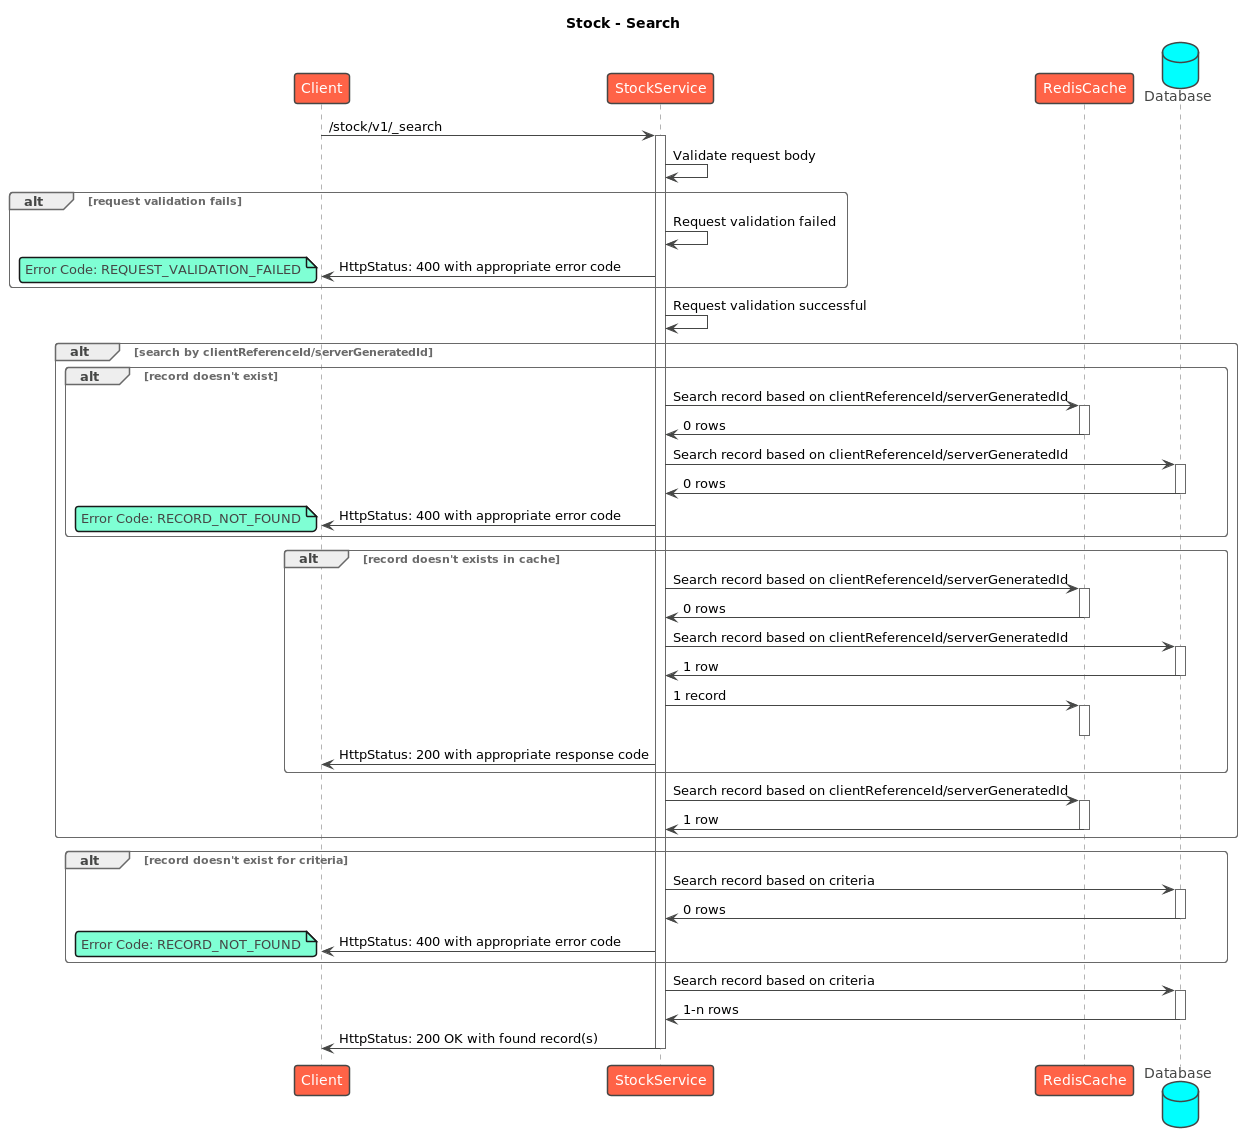 Stock - Search
Database
Client
StockService
RedisCache
/stock/v1/_search
Validate request body
alt
[request validation fails]
Request validation failed
Error Code: REQUEST_VALIDATION_FAILED
HttpStatus: 400 with appropriate error code
Request validation successful
alt
[search by clientReferenceId/serverGeneratedId]
alt
[record doesn't exist]
Search record based on clientReferenceId/serverGeneratedId
0 rows
Search record based on clientReferenceId/serverGeneratedId
0 rows
Error Code: RECORD_NOT_FOUND
HttpStatus: 400 with appropriate error code
alt
[record doesn't exists in cache]
Search record based on clientReferenceId/serverGeneratedId
0 rows
Search record based on clientReferenceId/serverGeneratedId
1 row
1 record
HttpStatus: 200 with appropriate response code
Search record based on clientReferenceId/serverGeneratedId
1 row
alt
[record doesn't exist for criteria]
Search record based on criteria
0 rows
Error Code: RECORD_NOT_FOUND
HttpStatus: 400 with appropriate error code
Search record based on criteria
1-n rows
HttpStatus: 200 OK with found record(s)
Client
StockService
RedisCache
Database